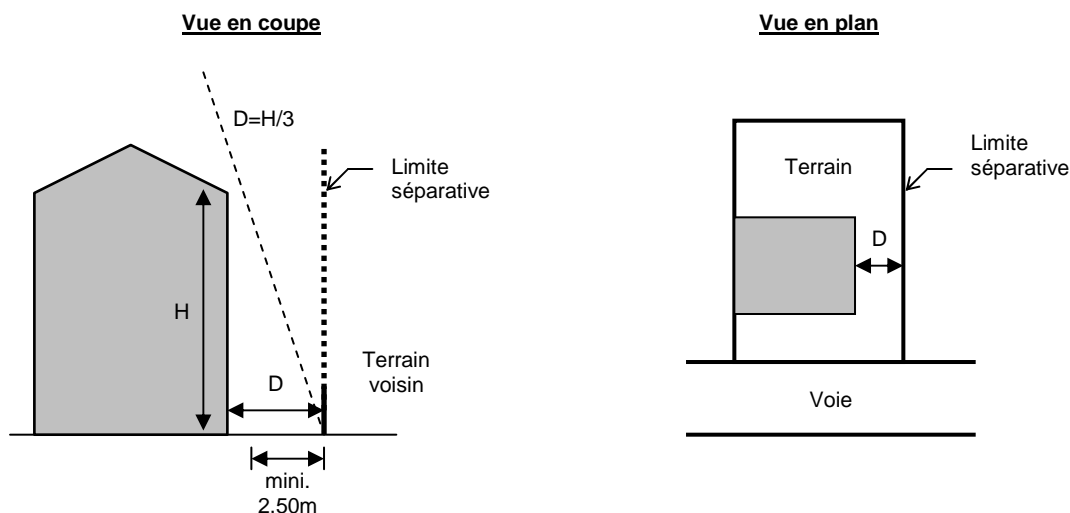 Vue en coupe
D=H/3
Limite
séparative
H
D
Terrain
voisin
mini.
2.50m
Vue en plan
Terrain
Limite
séparative
D
Voie